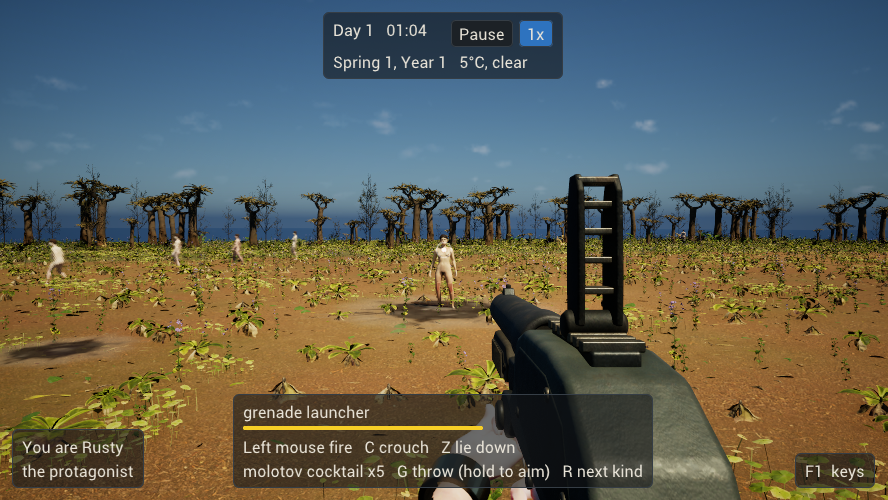 Day 1 01:04 Pause 1x
Spring 1, Year 1 5°C, clear
grenade launcher
Left mouse fire C crouch Z lie down
molotov cocktail x5 G throw (hold to aim) R next kind
You are Rusty
the protagonist
F1 keys